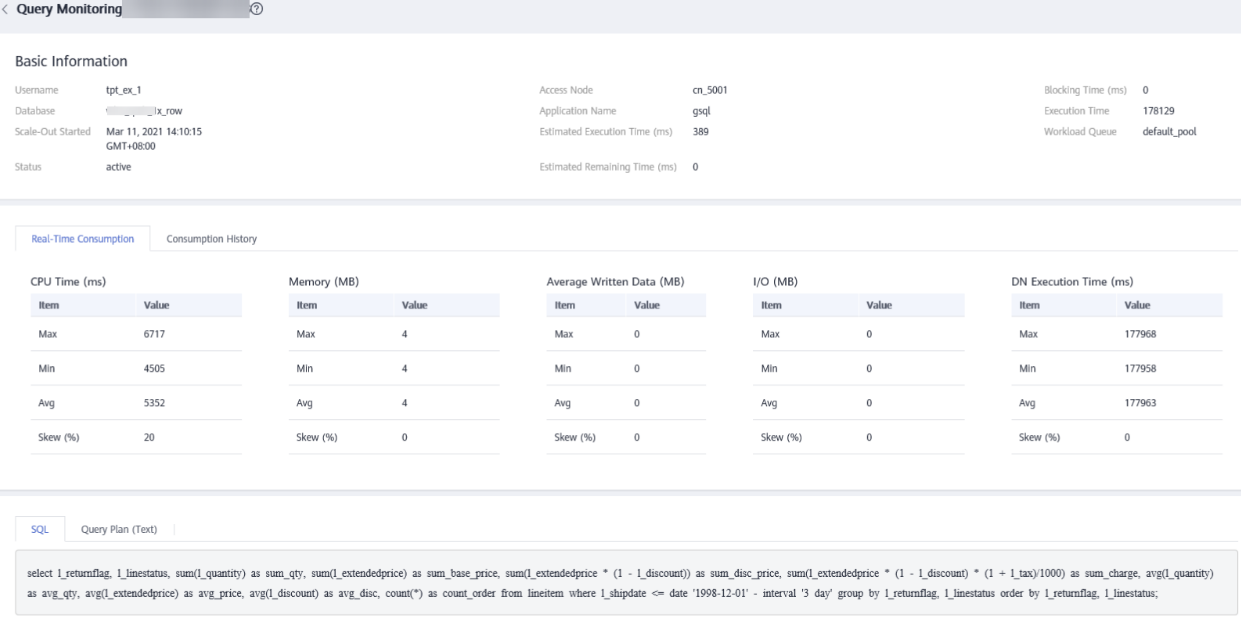 Query Monitoring
Basic Information
Username tpt_ex_1 Access Node cn_5001 Blocking Time (ms) 0
Database x_row Application Name gsql Execution Time 178129
Scale-Out Started Mar 11, 2021 14:10:15 Estimated Execution Time (ms) 389 Workload Queue default_pool
GMT+08:00
Status active Estimated Remaining Time (ms) 0
Real-Time Consumption Consumption History
CPU Time (ms) Memory (MB) Average Written Data (MB) I/O (MB) DN Execution Time (ms)
Item Value Item Value Item Value Item Value Item Value
Max 6717 Max 4 Max 0 Max 0 Max 177968
Min 4505 Min 4 Min 0 Min 0 Min 177958
Avg 5352 Avg 4 Avg 0 Avg 0 Avg 177963
Skew (%) 20 Skew (%) 0 Skew (%) 0 Skew (%) 0 Skew (%) 0
SQL Query Plan (Text)
select l_returnflag, l_linestatus, sum(l_quantity) as sum_qty, sum(l_extendedprice) as sum_base_price, sum(l_extendedprice * (1 - l_discount)) as sum_disc_price, sum(l_extendedprice * (1 - l_discount) * (1 + l_tax)/1000) as sum_charge, avg(l_quantity)
as avg_qty, avg(l_extendedprice) as avg_price, avg(l_discount) as avg_disc, count(*) as count_order from lineitem where l_shipdate <= date '1998-12-01' - interval '3 day' group by l_returnflag, l_linestatus order by l_returnflag, l_linestatus;